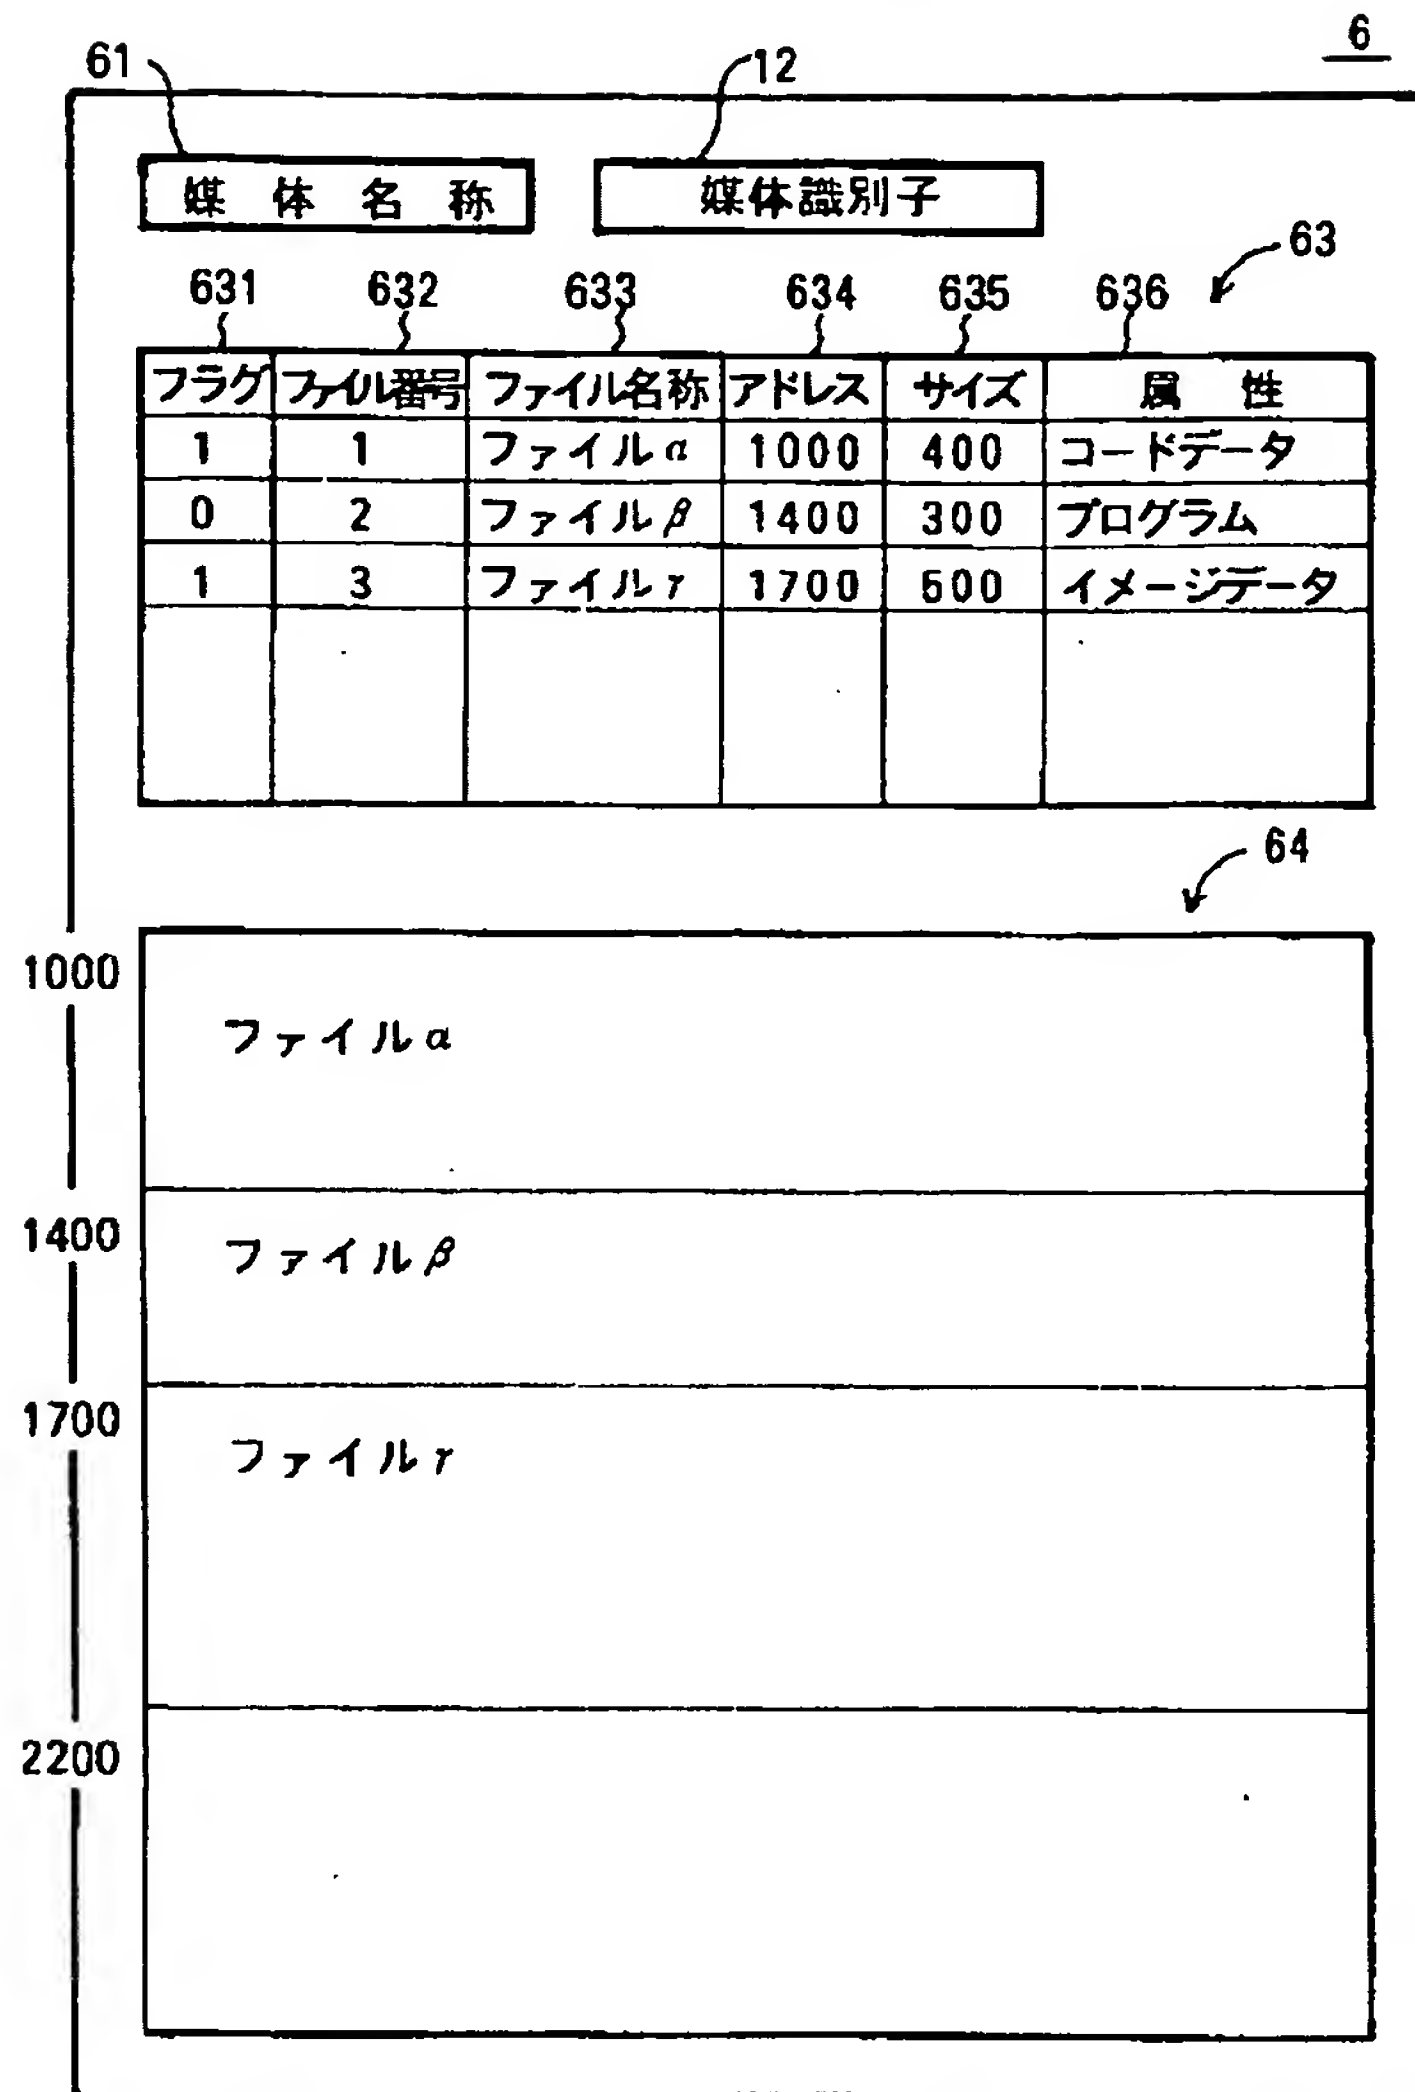 6
61 12
媒体名称 媒体識別子
63
631 632 633 634 635 636
フラグ ファイル番号 ファイル名称 アドレス サイズ 属性
1 1 ファイルα 1000 400 コードデータ
0 2 ファイルβ 1400 300 プログラム
1 3 ファイルγ 1700 500 イメージデータ
64
1000
ファイルα
1400 ファイルβ
1700
ファイルγ
2200